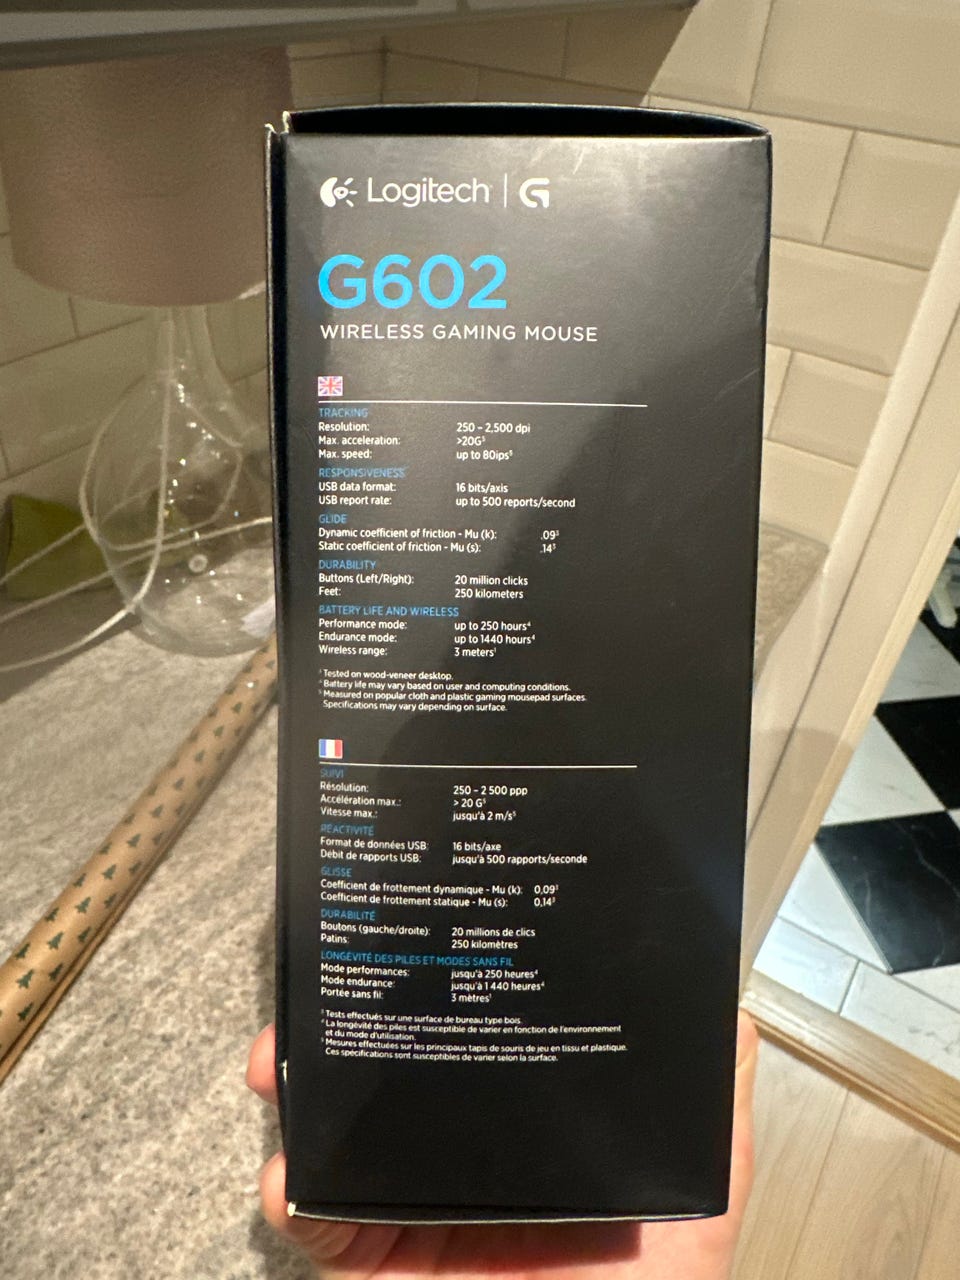 Logitech | G
G602
WIRELESS GAMING MOUSE
TRACKING
Resolution: 250 – 2,500 dpi
Max. acceleration: >20G⁵
Max. speed: up to 80ips⁵
RESPONSIVENESS
USB data format: 16 bits/axis
USB report rate: up to 500 reports/second
GLIDE
Dynamic coefficient of friction - Mu (k): .09³
Static coefficient of friction - Mu (s): .14³
DURABILITY
Buttons (Left/Right): 20 million clicks
Feet: 250 kilometers
BATTERY LIFE AND WIRELESS
Performance mode: up to 250 hours⁴
Endurance mode: up to 1440 hours⁴
Wireless range: 3 meters¹
³ Tested on wood-veneer desktop.
⁴ Battery life may vary based on user and computing conditions.
⁵ Measured on popular cloth and plastic gaming mousepad surfaces.
Specifications may vary depending on surface.
SUIVI
Résolution: 250 – 2 500 ppp
Accélération max.: > 20 G⁵
Vitesse max.: jusqu'à 2 m/s⁵
RÉACTIVITÉ
Format de données USB: 16 bits/axe
Débit de rapports USB: jusqu'à 500 rapports/seconde
GLISSE
Coefficient de frottement dynamique - Mu (k): 0,09³
Coefficient de frottement statique - Mu (s): 0,14³
DURABILITÉ
Boutons (gauche/droite): 20 millions de clics
Patins: 250 kilomètres
LONGÉVITÉ DES PILES ET MODES SANS FIL
Mode performances: jusqu'à 250 heures⁴
Mode endurance: jusqu'à 1 440 heures⁴
Portée sans fil: 3 mètres¹
³ Tests effectués sur une surface de bureau type bois.
⁴ La longévité des piles est susceptible de varier en fonction de l'environnement
et du mode d'utilisation.
⁵ Mesures effectuées sur les principaux tapis de souris de jeu en tissu et plastique.
Ces spécifications sont susceptibles de varier selon la surface.